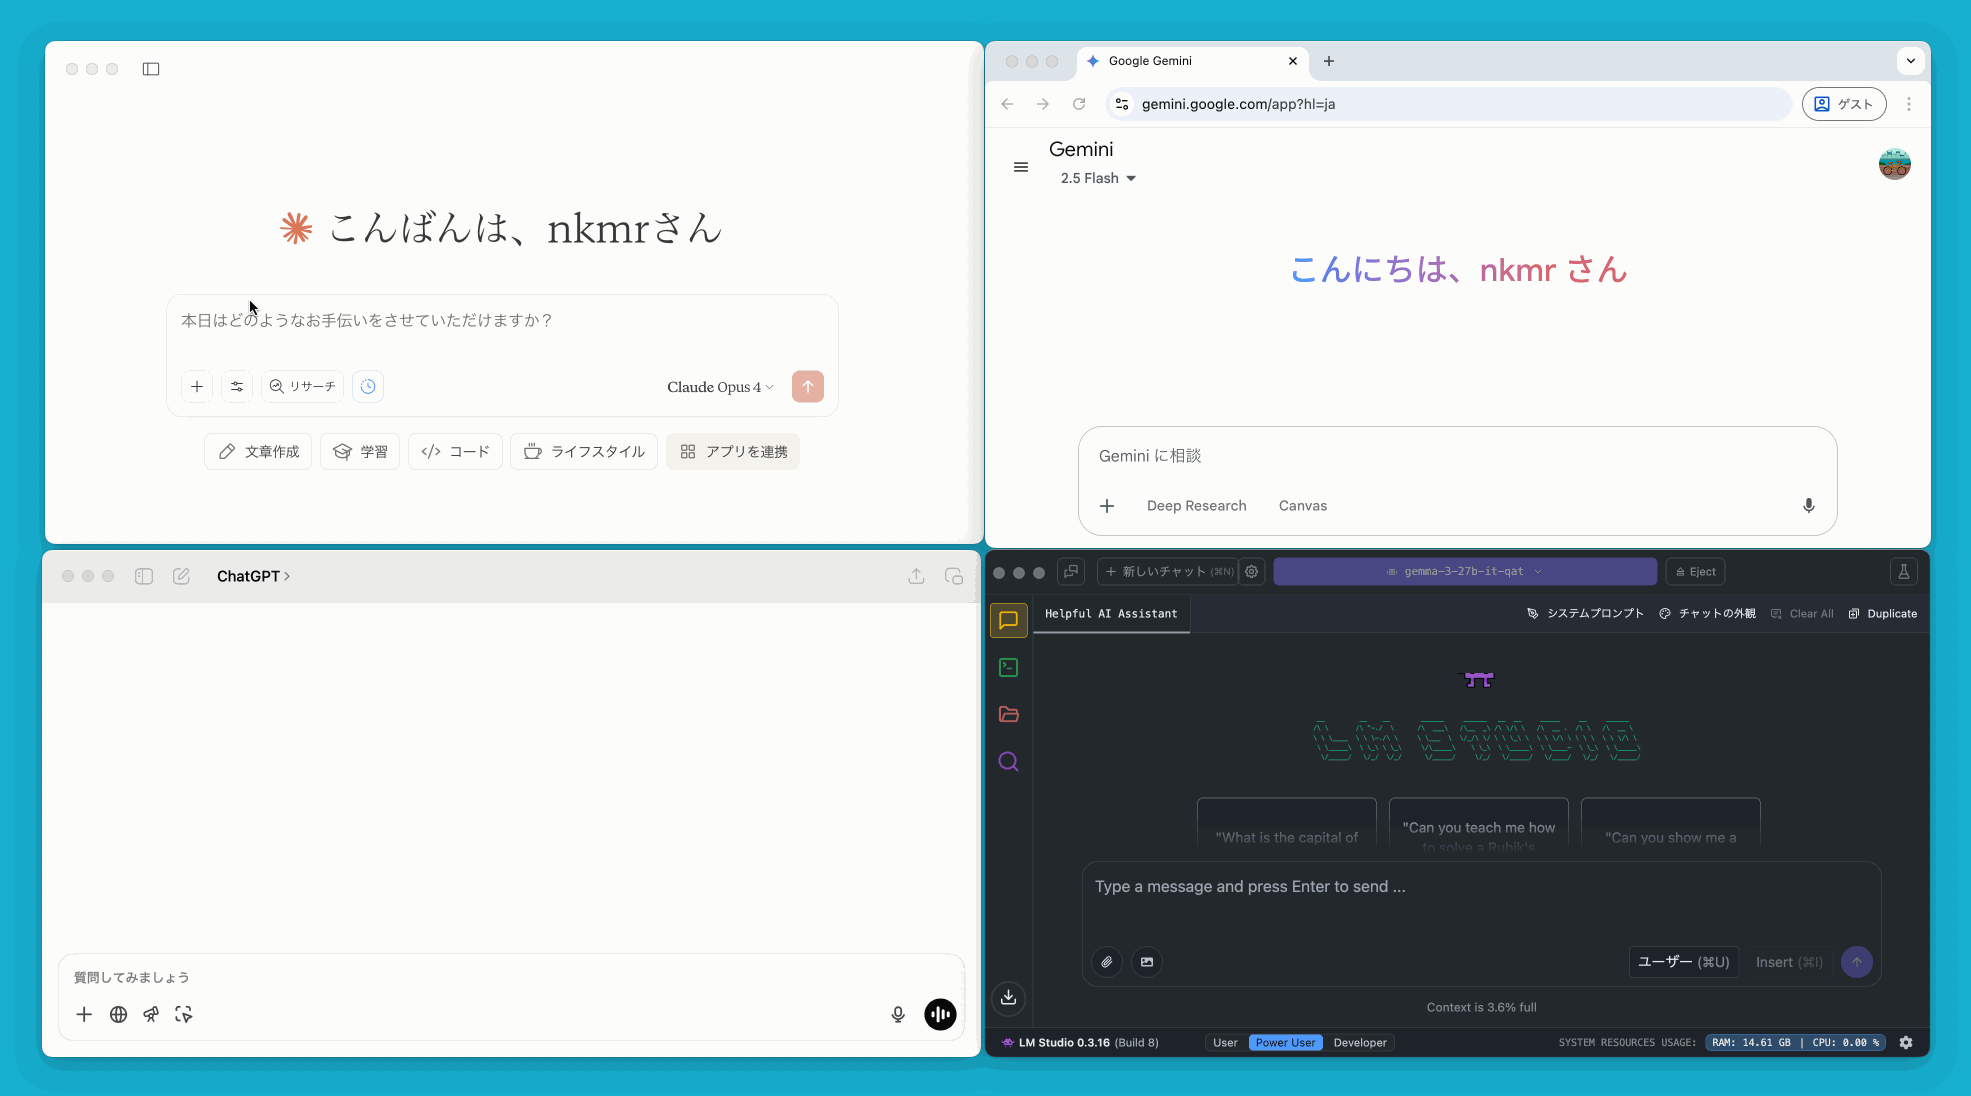 こんばんは、nkmrさん
本日はどのようなお手伝いをさせていただけますか？
リサーチ
Claude Opus 4
文章作成
学習
コード
ライフスタイル
アプリを連携
Google Gemini
gemini.google.com/app?hl=ja
ゲスト
Gemini
2.5 Flash
こんにちは、nkmr さん
Gemini に相談
Deep Research
Canvas
ChatGPT
質問してみましょう
新しいチャット (⌘N)
gemma-3-27b-it-qat
Eject
Helpful AI Assistant
システムプロンプト
チャットの外観
Clear All
Duplicate
LM STUDIO
"What is the capital of
"Can you teach me how
to solve a Rubik's
"Can you show me a
Type a message and press Enter to send ...
ユーザー (⌘U)
Insert (⌘I)
Context is 3.6% full
LM Studio 0.3.16 (Build 8)
User
Power User
Developer
SYSTEM RESOURCES USAGE:
RAM: 14.61 GB | CPU: 0.00 %